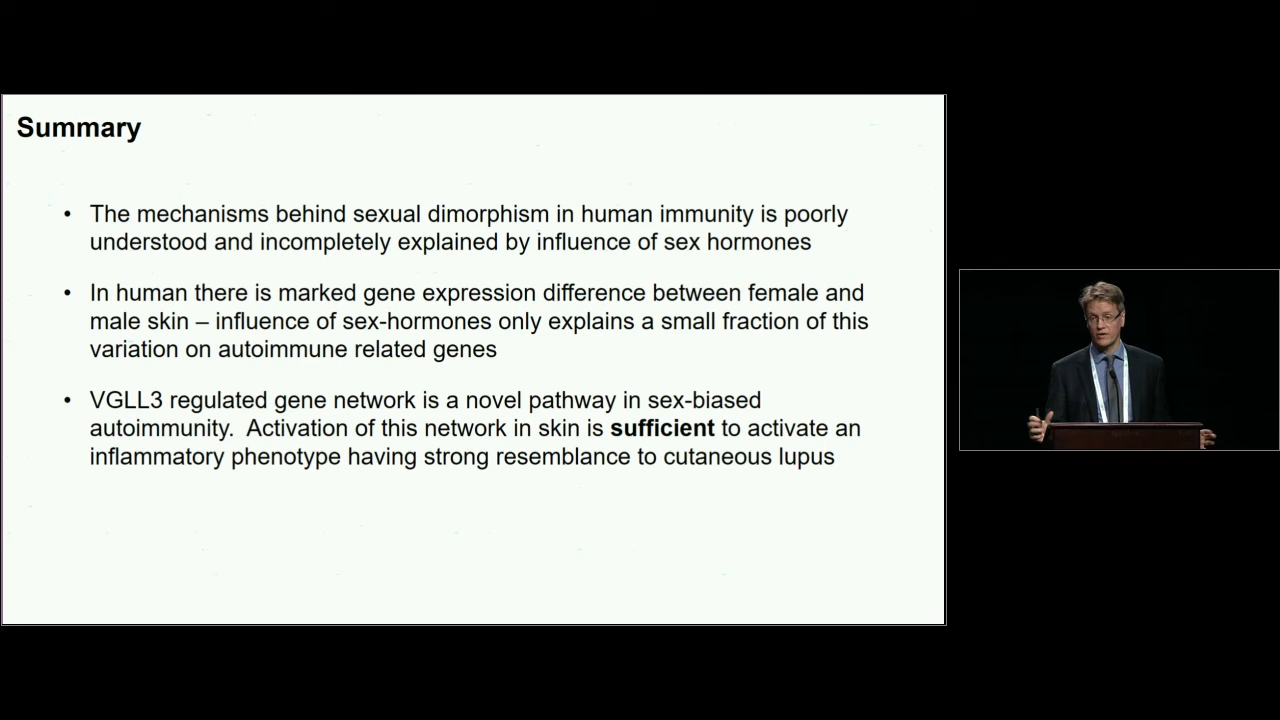 Summary
• The mechanisms behind sexual dimorphism in human immunity is poorly
understood and incompletely explained by influence of sex hormones
• In human there is marked gene expression difference between female and
male skin – influence of sex-hormones only explains a small fraction of this
variation on autoimmune related genes
• VGLL3 regulated gene network is a novel pathway in sex-biased
autoimmunity.  Activation of this network in skin is sufficient to activate an
inflammatory phenotype having strong resemblance to cutaneous lupus